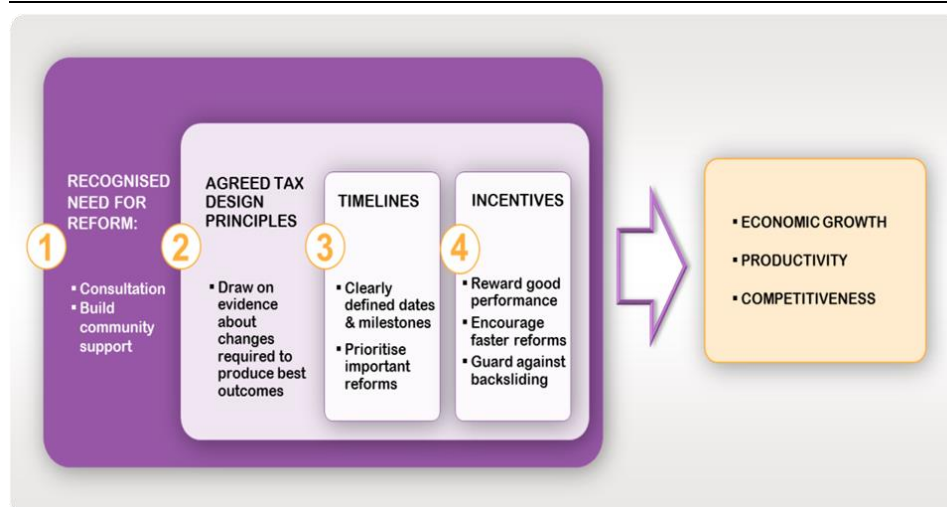 RECOGNISED
NEED FOR
REFORM:
1
▪ Consultation
▪ Build
community
support
AGREED TAX
DESIGN
PRINCIPLES
2
▪ Draw on
evidence
about
changes
required to
produce best
outcomes
TIMELINES
3
▪ Clearly
defined dates
& milestones
▪ Prioritise
important
reforms
INCENTIVES
4
▪ Reward good
performance
▪ Encourage
faster reforms
▪ Guard against
backsliding
▪ ECONOMIC GROWTH
▪ PRODUCTIVITY
▪ COMPETITIVENESS